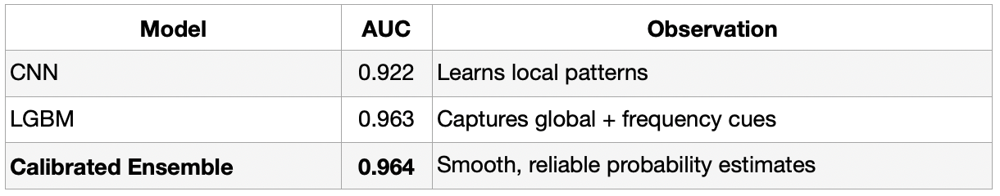 Model AUC Observation
CNN 0.922 Learns local patterns
LGBM 0.963 Captures global + frequency cues
Calibrated Ensemble 0.964 Smooth, reliable probability estimates